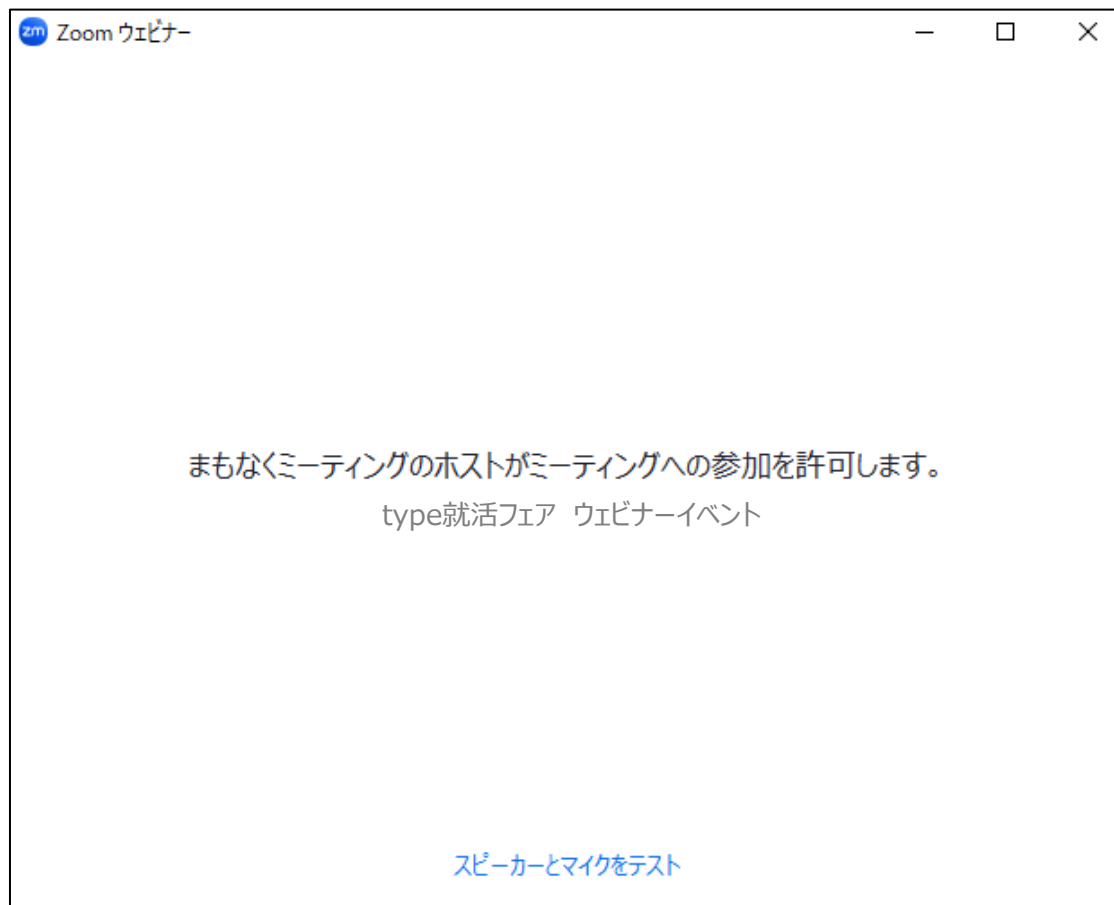 zm Zoom ウェビナー
まもなくミーティングのホストがミーティングへの参加を許可します。
type就活フェア ウェビナーイベント
スピーカーとマイクをテスト